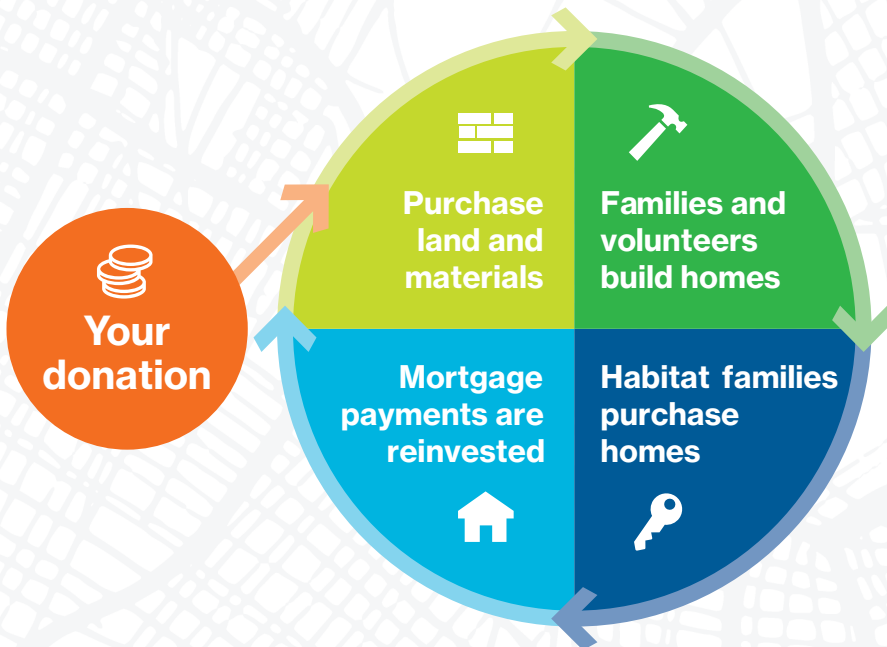 Your
donation
Purchase
land and
materials
Families and
volunteers
build homes
Habitat families
purchase
homes
Mortgage
payments are
reinvested